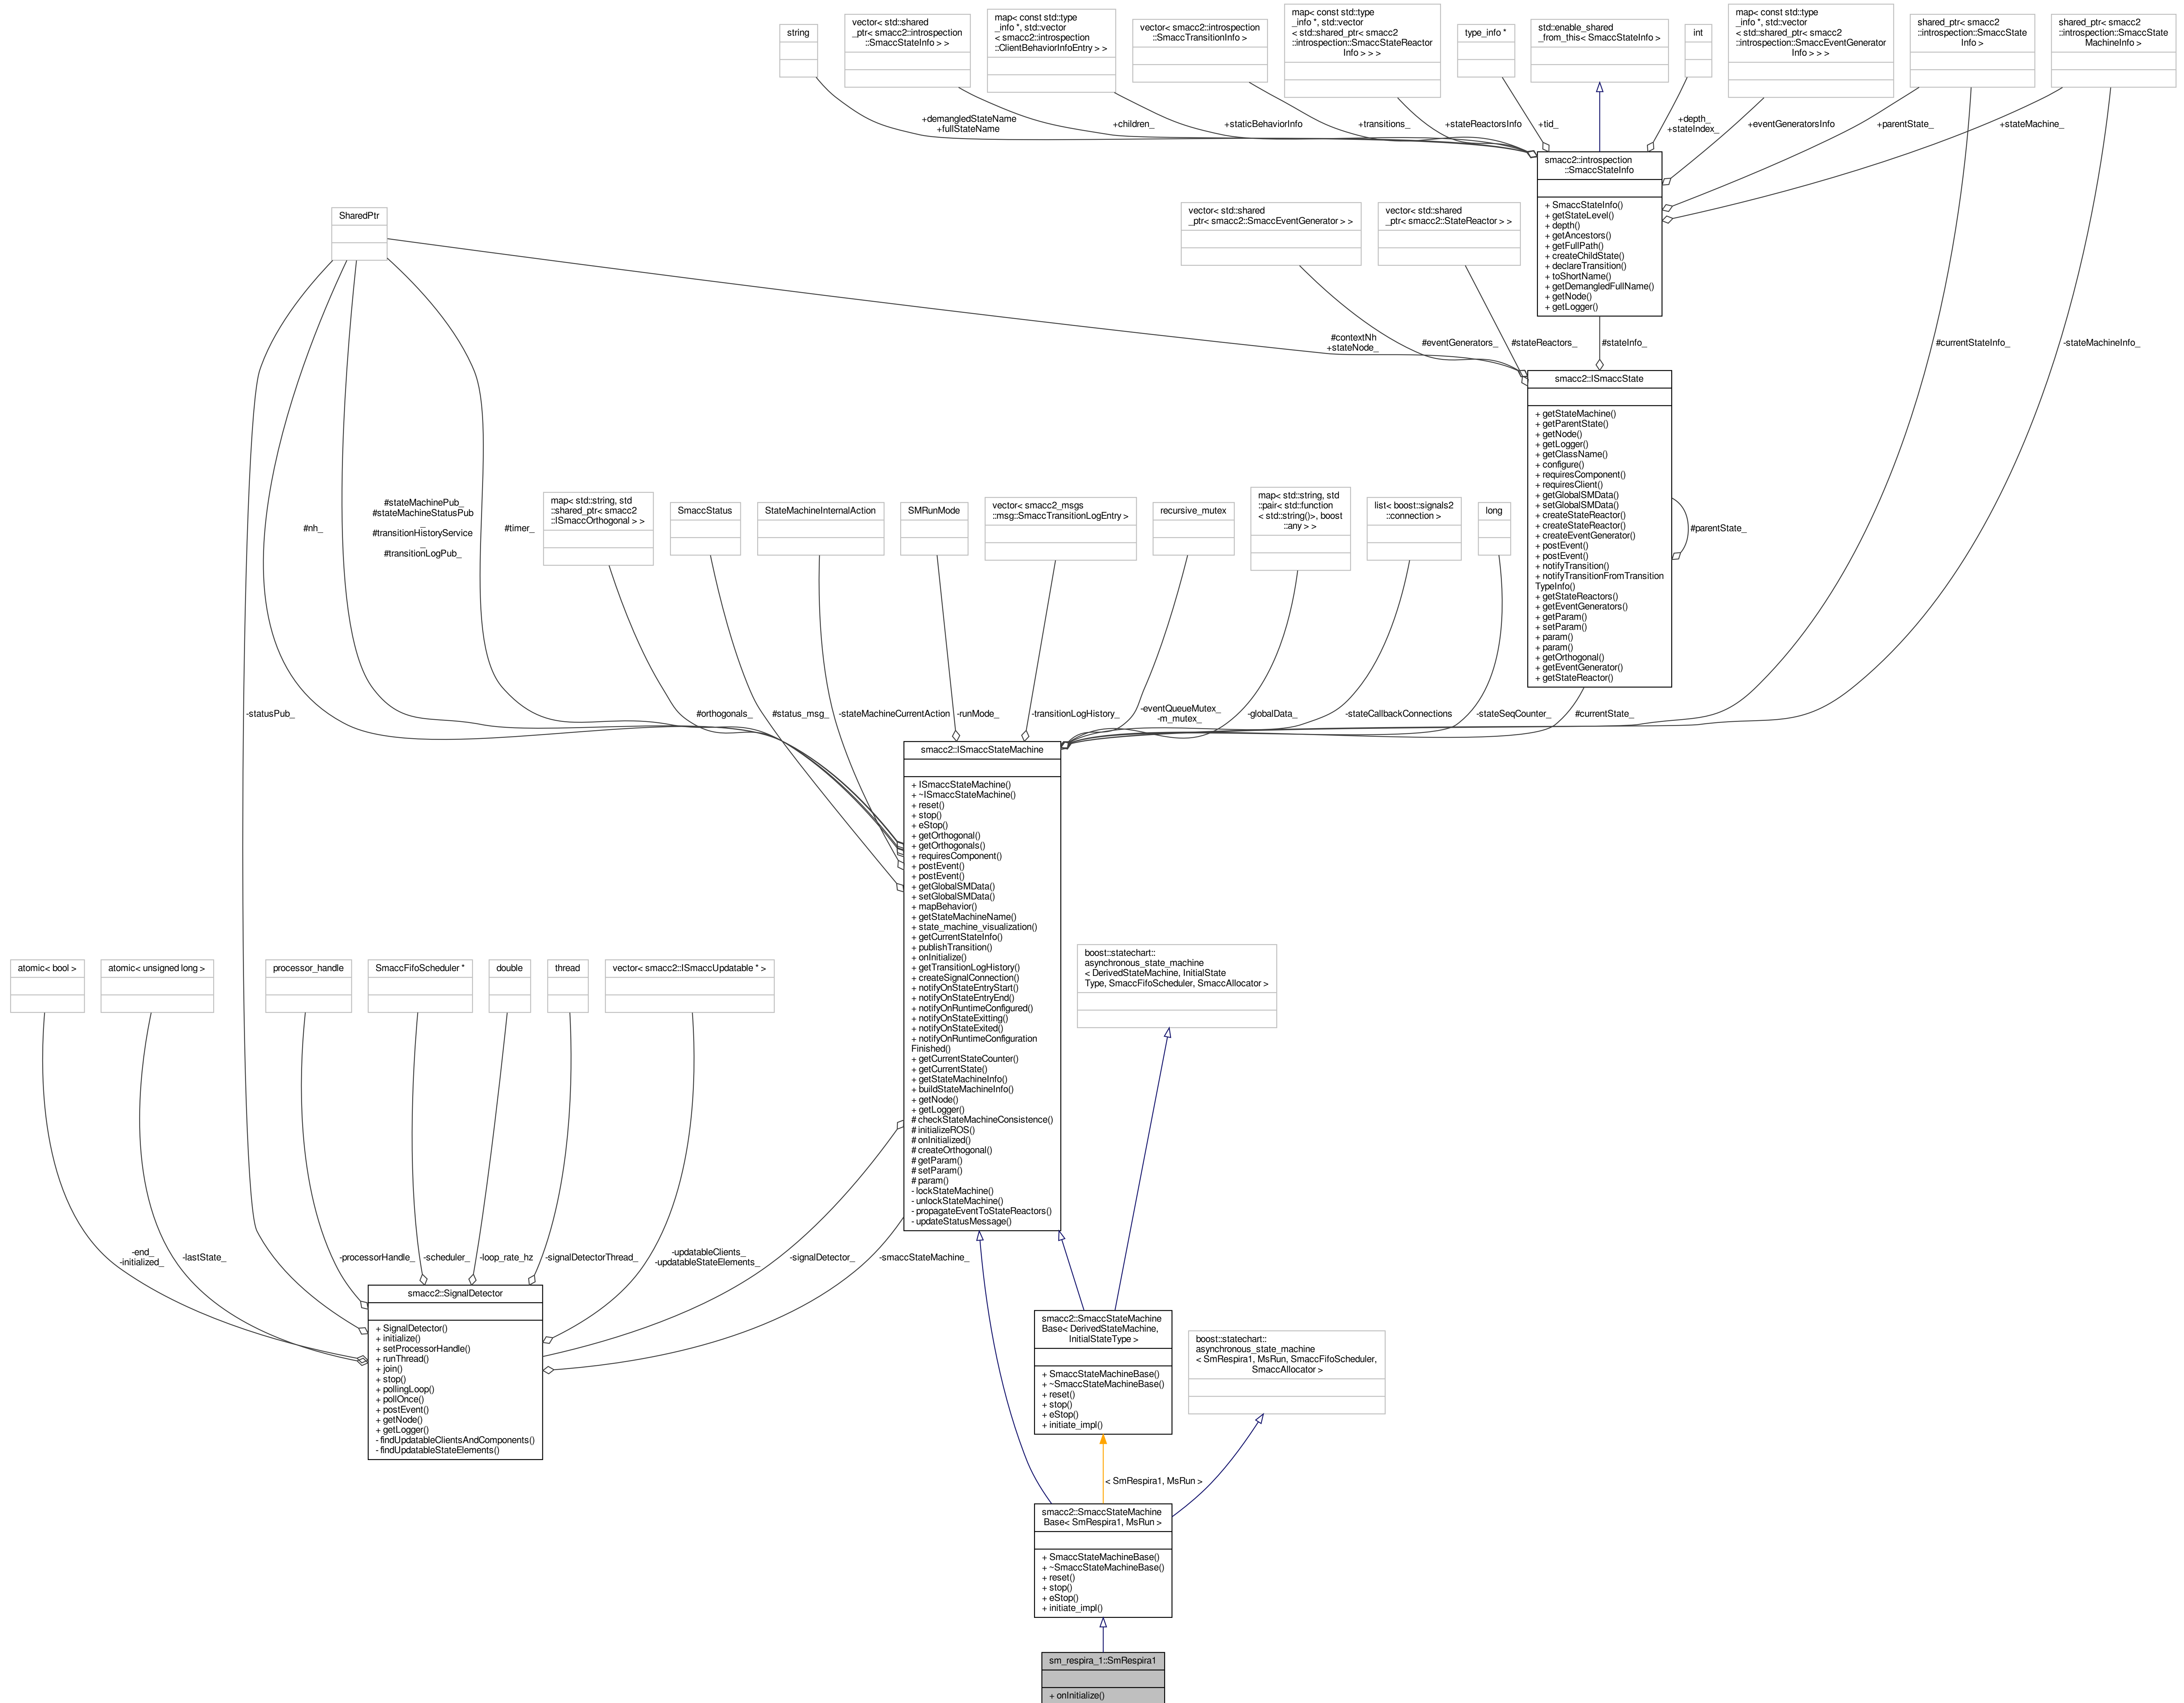 string
vector< std::shared
_ptr< smacc2::introspection
::SmaccStateInfo > >
map< const std::type
_info *, std::vector
< smacc2::introspection
::ClientBehaviorInfoEntry > >
vector< smacc2::introspection
::SmaccTransitionInfo >
map< const std::type
_info *, std::vector
< std::shared_ptr< smacc2
::introspection::SmaccStateReactor
Info > > >
type_info *
std::enable_shared
_from_this< SmaccStateInfo >
int
map< const std::type
_info *, std::vector
< std::shared_ptr< smacc2
::introspection::SmaccEventGenerator
Info > > >
shared_ptr< smacc2
::introspection::SmaccState
Info >
shared_ptr< smacc2
::introspection::SmaccState
MachineInfo >
+demangledStateName
+fullStateName
+children_
+staticBehaviorInfo
+transitions_
+stateReactorsInfo
+tid_
+depth_
+stateIndex_
+eventGeneratorsInfo
+parentState_
+stateMachine_
smacc2::introspection
::SmaccStateInfo
+ SmaccStateInfo()
+ getStateLevel()
+ depth()
+ getAncestors()
+ getFullPath()
+ createChildState()
+ declareTransition()
+ toShortName()
+ getDemangledFullName()
+ getNode()
+ getLogger()
SharedPtr
vector< std::shared
_ptr< smacc2::SmaccEventGenerator > >
vector< std::shared
_ptr< smacc2::StateReactor > >
#contextNh
+stateNode_
#eventGenerators_
#stateReactors_
#stateInfo_
#currentStateInfo_
-stateMachineInfo_
smacc2::ISmaccState
+ getStateMachine()
+ getParentState()
+ getNode()
+ getLogger()
+ getClassName()
+ configure()
+ requiresComponent()
+ requiresClient()
+ getGlobalSMData()
+ setGlobalSMData()
+ createStateReactor()
+ createStateReactor()
+ createEventGenerator()
+ postEvent()
+ postEvent()
+ notifyTransition()
+ notifyTransitionFromTransition
TypeInfo()
+ getStateReactors()
+ getEventGenerators()
+ getParam()
+ setParam()
+ param()
+ param()
+ getOrthogonal()
+ getEventGenerator()
+ getStateReactor()
#parentState_
#nh_
#stateMachinePub_
#stateMachineStatusPub
_
#transitionHistoryService
_
#transitionLogPub_
#timer_
map< std::string, std
::shared_ptr< smacc2
::ISmaccOrthogonal > >
SmaccStatus
StateMachineInternalAction
SMRunMode
vector< smacc2_msgs
::msg::SmaccTransitionLogEntry >
recursive_mutex
map< std::string, std
::pair< std::function
< std::string()>, boost
::any > >
list< boost::signals2
::connection >
long
-statusPub_
#orthogonals_
#status_msg_
-stateMachineCurrentAction
-runMode_
-transitionLogHistory_
-eventQueueMutex_
-m_mutex_
-globalData_
-stateCallbackConnections
-stateSeqCounter_
#currentState_
smacc2::ISmaccStateMachine
+ ISmaccStateMachine()
+ ~ISmaccStateMachine()
+ reset()
+ stop()
+ eStop()
+ getOrthogonal()
+ getOrthogonals()
+ requiresComponent()
+ postEvent()
+ postEvent()
+ getGlobalSMData()
+ setGlobalSMData()
+ mapBehavior()
+ getStateMachineName()
+ state_machine_visualization()
+ getCurrentStateInfo()
+ publishTransition()
+ onInitialize()
+ getTransitionLogHistory()
+ createSignalConnection()
+ notifyOnStateEntryStart()
+ notifyOnStateEntryEnd()
+ notifyOnRuntimeConfigured()
+ notifyOnStateExitting()
+ notifyOnStateExited()
+ notifyOnRuntimeConfiguration
Finished()
+ getCurrentStateCounter()
+ getCurrentState()
+ getStateMachineInfo()
+ buildStateMachineInfo()
+ getNode()
+ getLogger()
# checkStateMachineConsistence()
# initializeROS()
# onInitialized()
# createOrthogonal()
# getParam()
# setParam()
# param()
- lockStateMachine()
- unlockStateMachine()
- propagateEventToStateReactors()
- updateStatusMessage()
atomic< bool >
atomic< unsigned long >
processor_handle
SmaccFifoScheduler *
double
thread
vector< smacc2::ISmaccUpdatable * >
boost::statechart::
asynchronous_state_machine
< DerivedStateMachine, InitialState
Type, SmaccFifoScheduler, SmaccAllocator >
-end_
-initialized_
-lastState_
-processorHandle_
-scheduler_
-loop_rate_hz
-signalDetectorThread_
-updatableClients_
-updatableStateElements_
-signalDetector_
-smaccStateMachine_
smacc2::SignalDetector
+ SignalDetector()
+ initialize()
+ setProcessorHandle()
+ runThread()
+ join()
+ stop()
+ pollingLoop()
+ pollOnce()
+ postEvent()
+ getNode()
+ getLogger()
- findUpdatableClientsAndComponents()
- findUpdatableStateElements()
smacc2::SmaccStateMachine
Base< DerivedStateMachine,
InitialStateType >
+ SmaccStateMachineBase()
+ ~SmaccStateMachineBase()
+ reset()
+ stop()
+ eStop()
+ initiate_impl()
boost::statechart::
asynchronous_state_machine
< SmRespira1, MsRun, SmaccFifoScheduler,
SmaccAllocator >
< SmRespira1, MsRun >
smacc2::SmaccStateMachine
Base< SmRespira1, MsRun >
+ SmaccStateMachineBase()
+ ~SmaccStateMachineBase()
+ reset()
+ stop()
+ eStop()
+ initiate_impl()
sm_respira_1::SmRespira1
+ onInitialize()